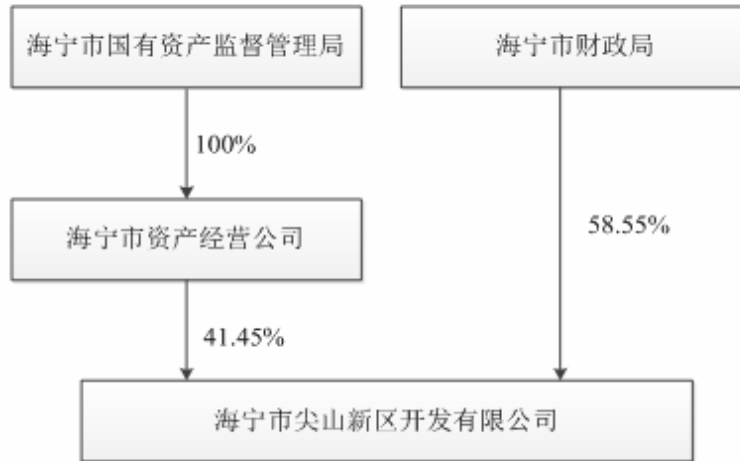 海宁市国有资产监督管理局
海宁市财政局
100%
海宁市资产经营公司
58.55%
41.45%
海宁市尖山新区开发有限公司